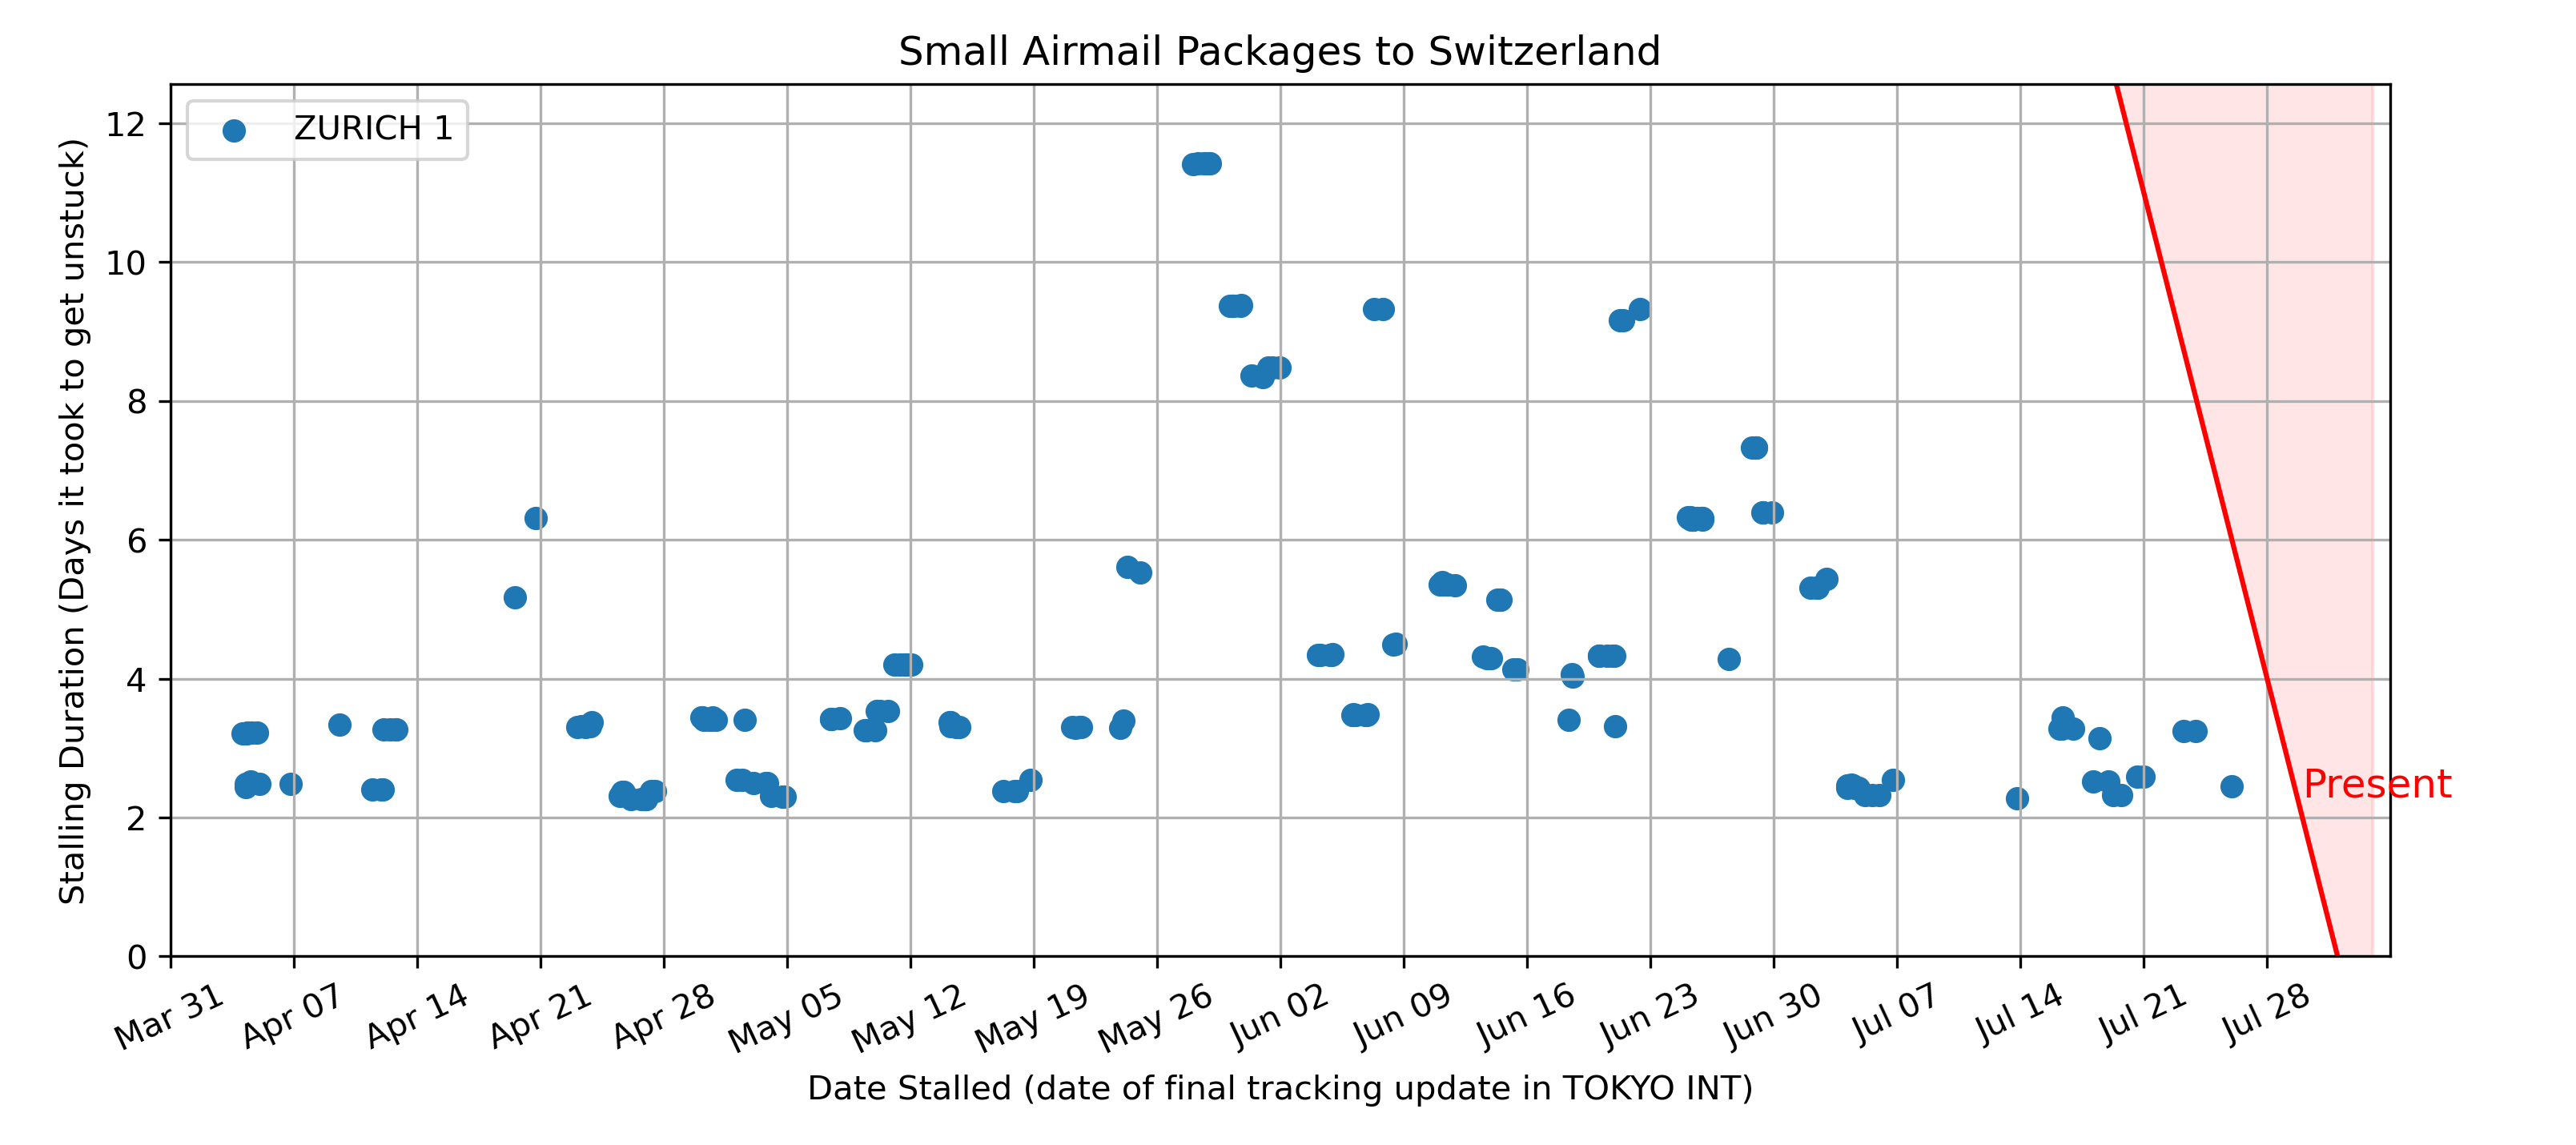 Small Airmail Packages to Switzerland
ZURICH 1
Stalling Duration (Days it took to get unstuck)
12
10
8
6
4
2
0
Present
Mar 31
Apr 07
Apr 14
Apr 21
Apr 28
May 05
May 12
May 19
May 26
Jun 02
Jun 09
Jun 16
Jun 23
Jun 30
Jul 07
Jul 14
Jul 21
Jul 28
Date Stalled (date of final tracking update in TOKYO INT)